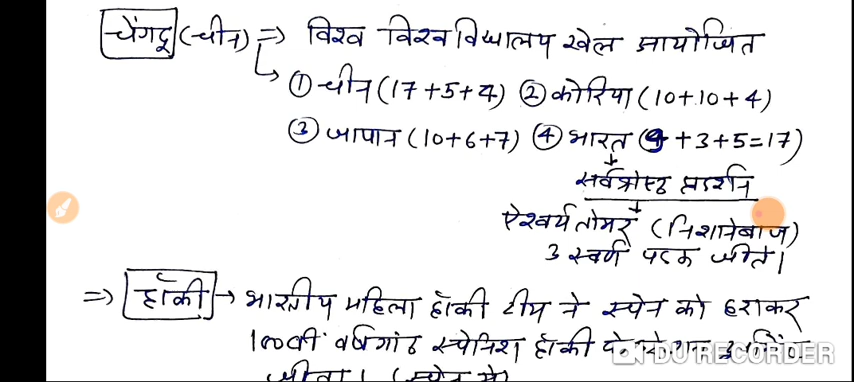 चेंगदू (चीन) ⇒ विश्व विश्वविद्यालय खेल आयोजित
① चीन (17+5+4) ② कोरिया (10+10+4)
③ जापान (10+6+7) ④ भारत (9+3+5=17)
सर्वश्रेष्ठ प्रदर्शन
ऐश्वर्य तोमर (निशानेबाज)
3 स्वर्ण पदक जीते।
⇒ हॉकी → भारतीय महिला हॉकी टीम ने स्पेन को हराकर
100वीं वर्षगांठ स्पेनिश हॉकी
जीता। (स्पेन में)
DU RECORDER